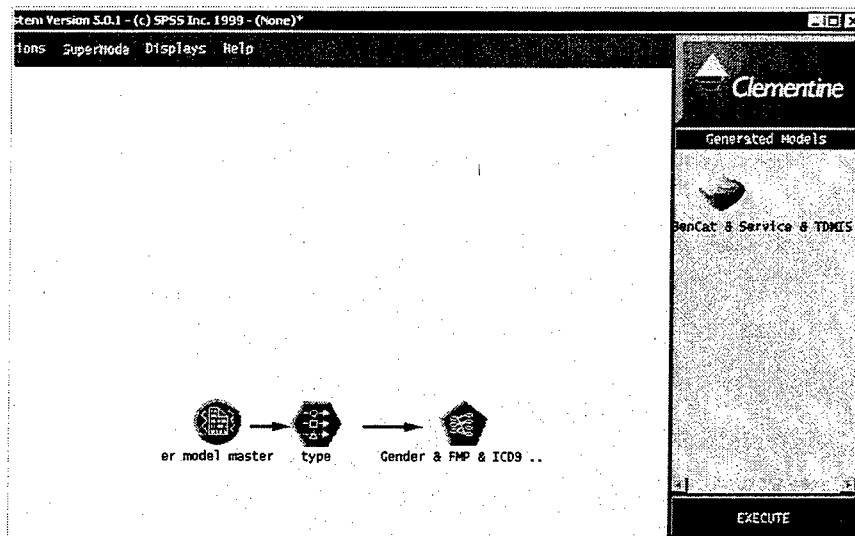 stem Version 5.0.1 - (c) SPSS Inc. 1999 - (None)*
ions SuperNode Displays Help
Clementine
Generated Models
BenCat & Service & TDMIS
er model master type Gender & FMP & ICD9 ..
EXECUTE